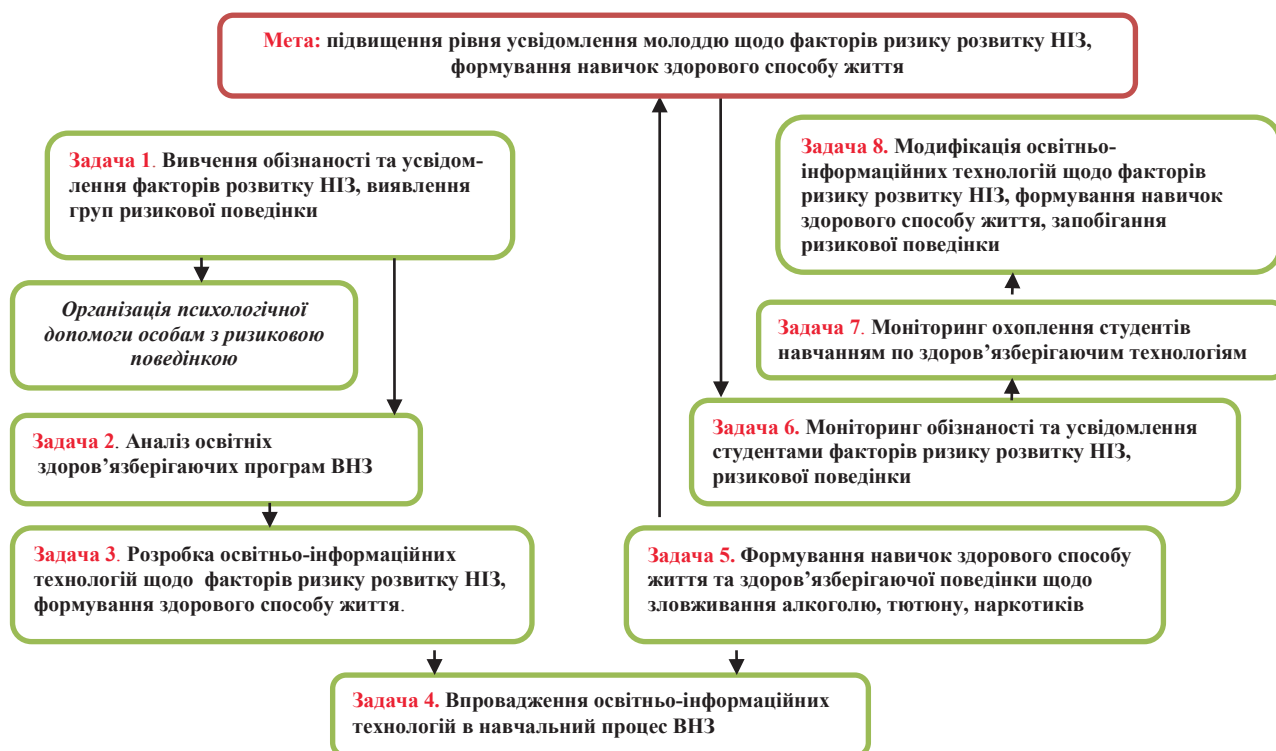 Мета: підвищення рівня усвідомлення молоддю щодо факторів ризику розвитку НІЗ,
формування навичок здорового способу життя
Задача 1. Вивчення обізнаності та усвідом-
лення факторів розвитку НІЗ, виявлення
груп ризикової поведінки
Організація психологічної
допомоги особам з ризиковою
поведінкою
Задача 2. Аналіз освітніх
здоров’язберігаючих програм ВНЗ
Задача 3. Розробка освітньо-інформаційних
технологій щодо факторів ризику розвитку НІЗ,
формування здорового способу життя.
Задача 4. Впровадження освітньо-інформаційних
технологій в навчальний процес ВНЗ
Задача 5. Формування навичок здорового способу
життя та здоров’язберігаючої поведінки щодо
зловживання алкоголю, тютюну, наркотиків
Задача 6. Моніторинг обізнаності та усвідомлення
студентами факторів ризику розвитку НІЗ,
ризикової поведінки
Задача 7. Моніторинг охоплення студентів
навчанням по здоров’язберігаючим технологіям
Задача 8. Модифікація освітньо-
інформаційних технологій щодо факторів
ризику розвитку НІЗ, формування навичок
здорового способу життя, запобігання
ризикової поведінки